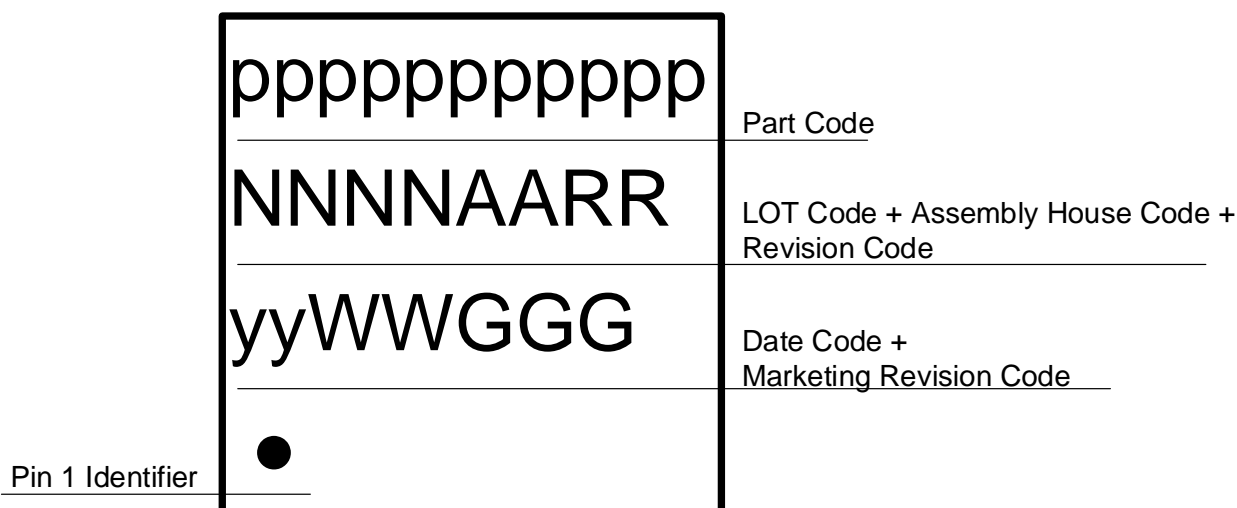 ppppppppppp
Part Code
NNNNAARR
LOT Code + Assembly House Code +
Revision Code
yyWWGGG
Date Code +
Marketing Revision Code
Pin 1 Identifier